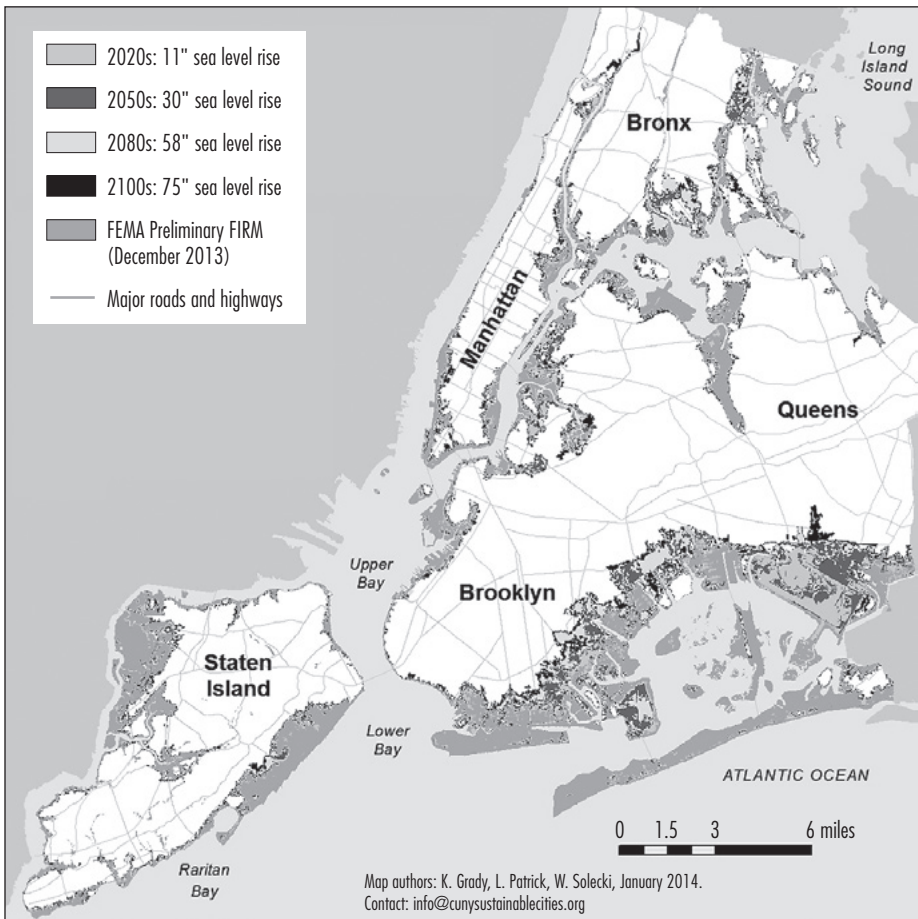 2020s: 11" sea level rise
2050s: 30" sea level rise
2080s: 58" sea level rise
2100s: 75" sea level rise
FEMA Preliminary FIRM
(December 2013)
Major roads and highways
Long
Island
Sound
Bronx
Manhattan
Queens
Upper
Bay
Brooklyn
Staten
Island
Lower
Bay
ATLANTIC OCEAN
0 1.5 3 6 miles
Raritan
Bay
Map authors: K. Grady, L. Patrick, W. Solecki, January 2014.
Contact: info@cunysustainablecities.org